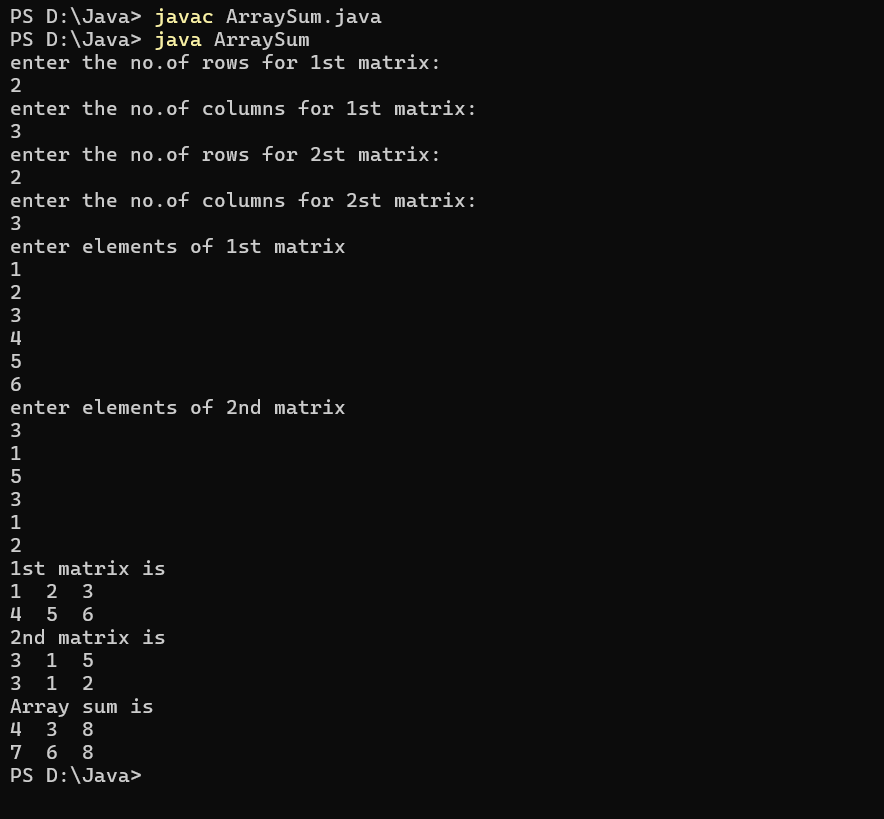 PS D:\Java> javac ArraySum.java
PS D:\Java> java ArraySum
enter the no.of rows for 1st matrix:
2
enter the no.of columns for 1st matrix:
3
enter the no.of rows for 2st matrix:
2
enter the no.of columns for 2st matrix:
3
enter elements of 1st matrix
1
2
3
4
5
6
enter elements of 2nd matrix
3
1
5
3
1
2
1st matrix is
1  2  3
4  5  6
2nd matrix is
3  1  5
3  1  2
Array sum is
4  3  8
7  6  8
PS D:\Java>